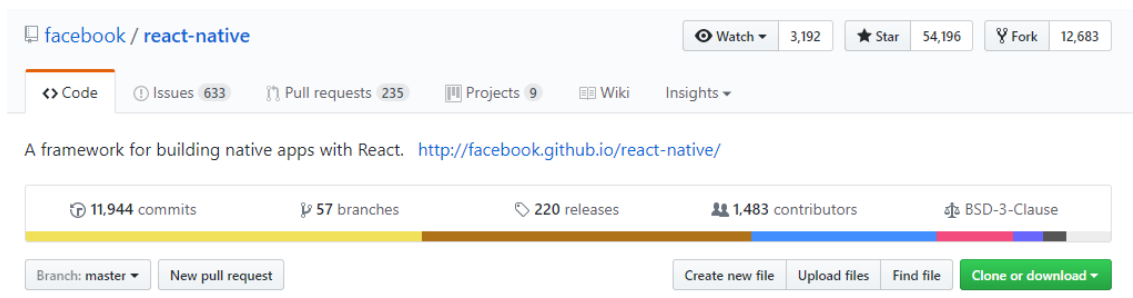 facebook / react-native Watch 3,192 Star 54,196 Fork 12,683
Code Issues 633 Pull requests 235 Projects 9 Wiki Insights
A framework for building native apps with React. http://facebook.github.io/react-native/
11,944 commits 57 branches 220 releases 1,483 contributors BSD-3-Clause
Branch: master New pull request Create new file Upload files Find file Clone or download